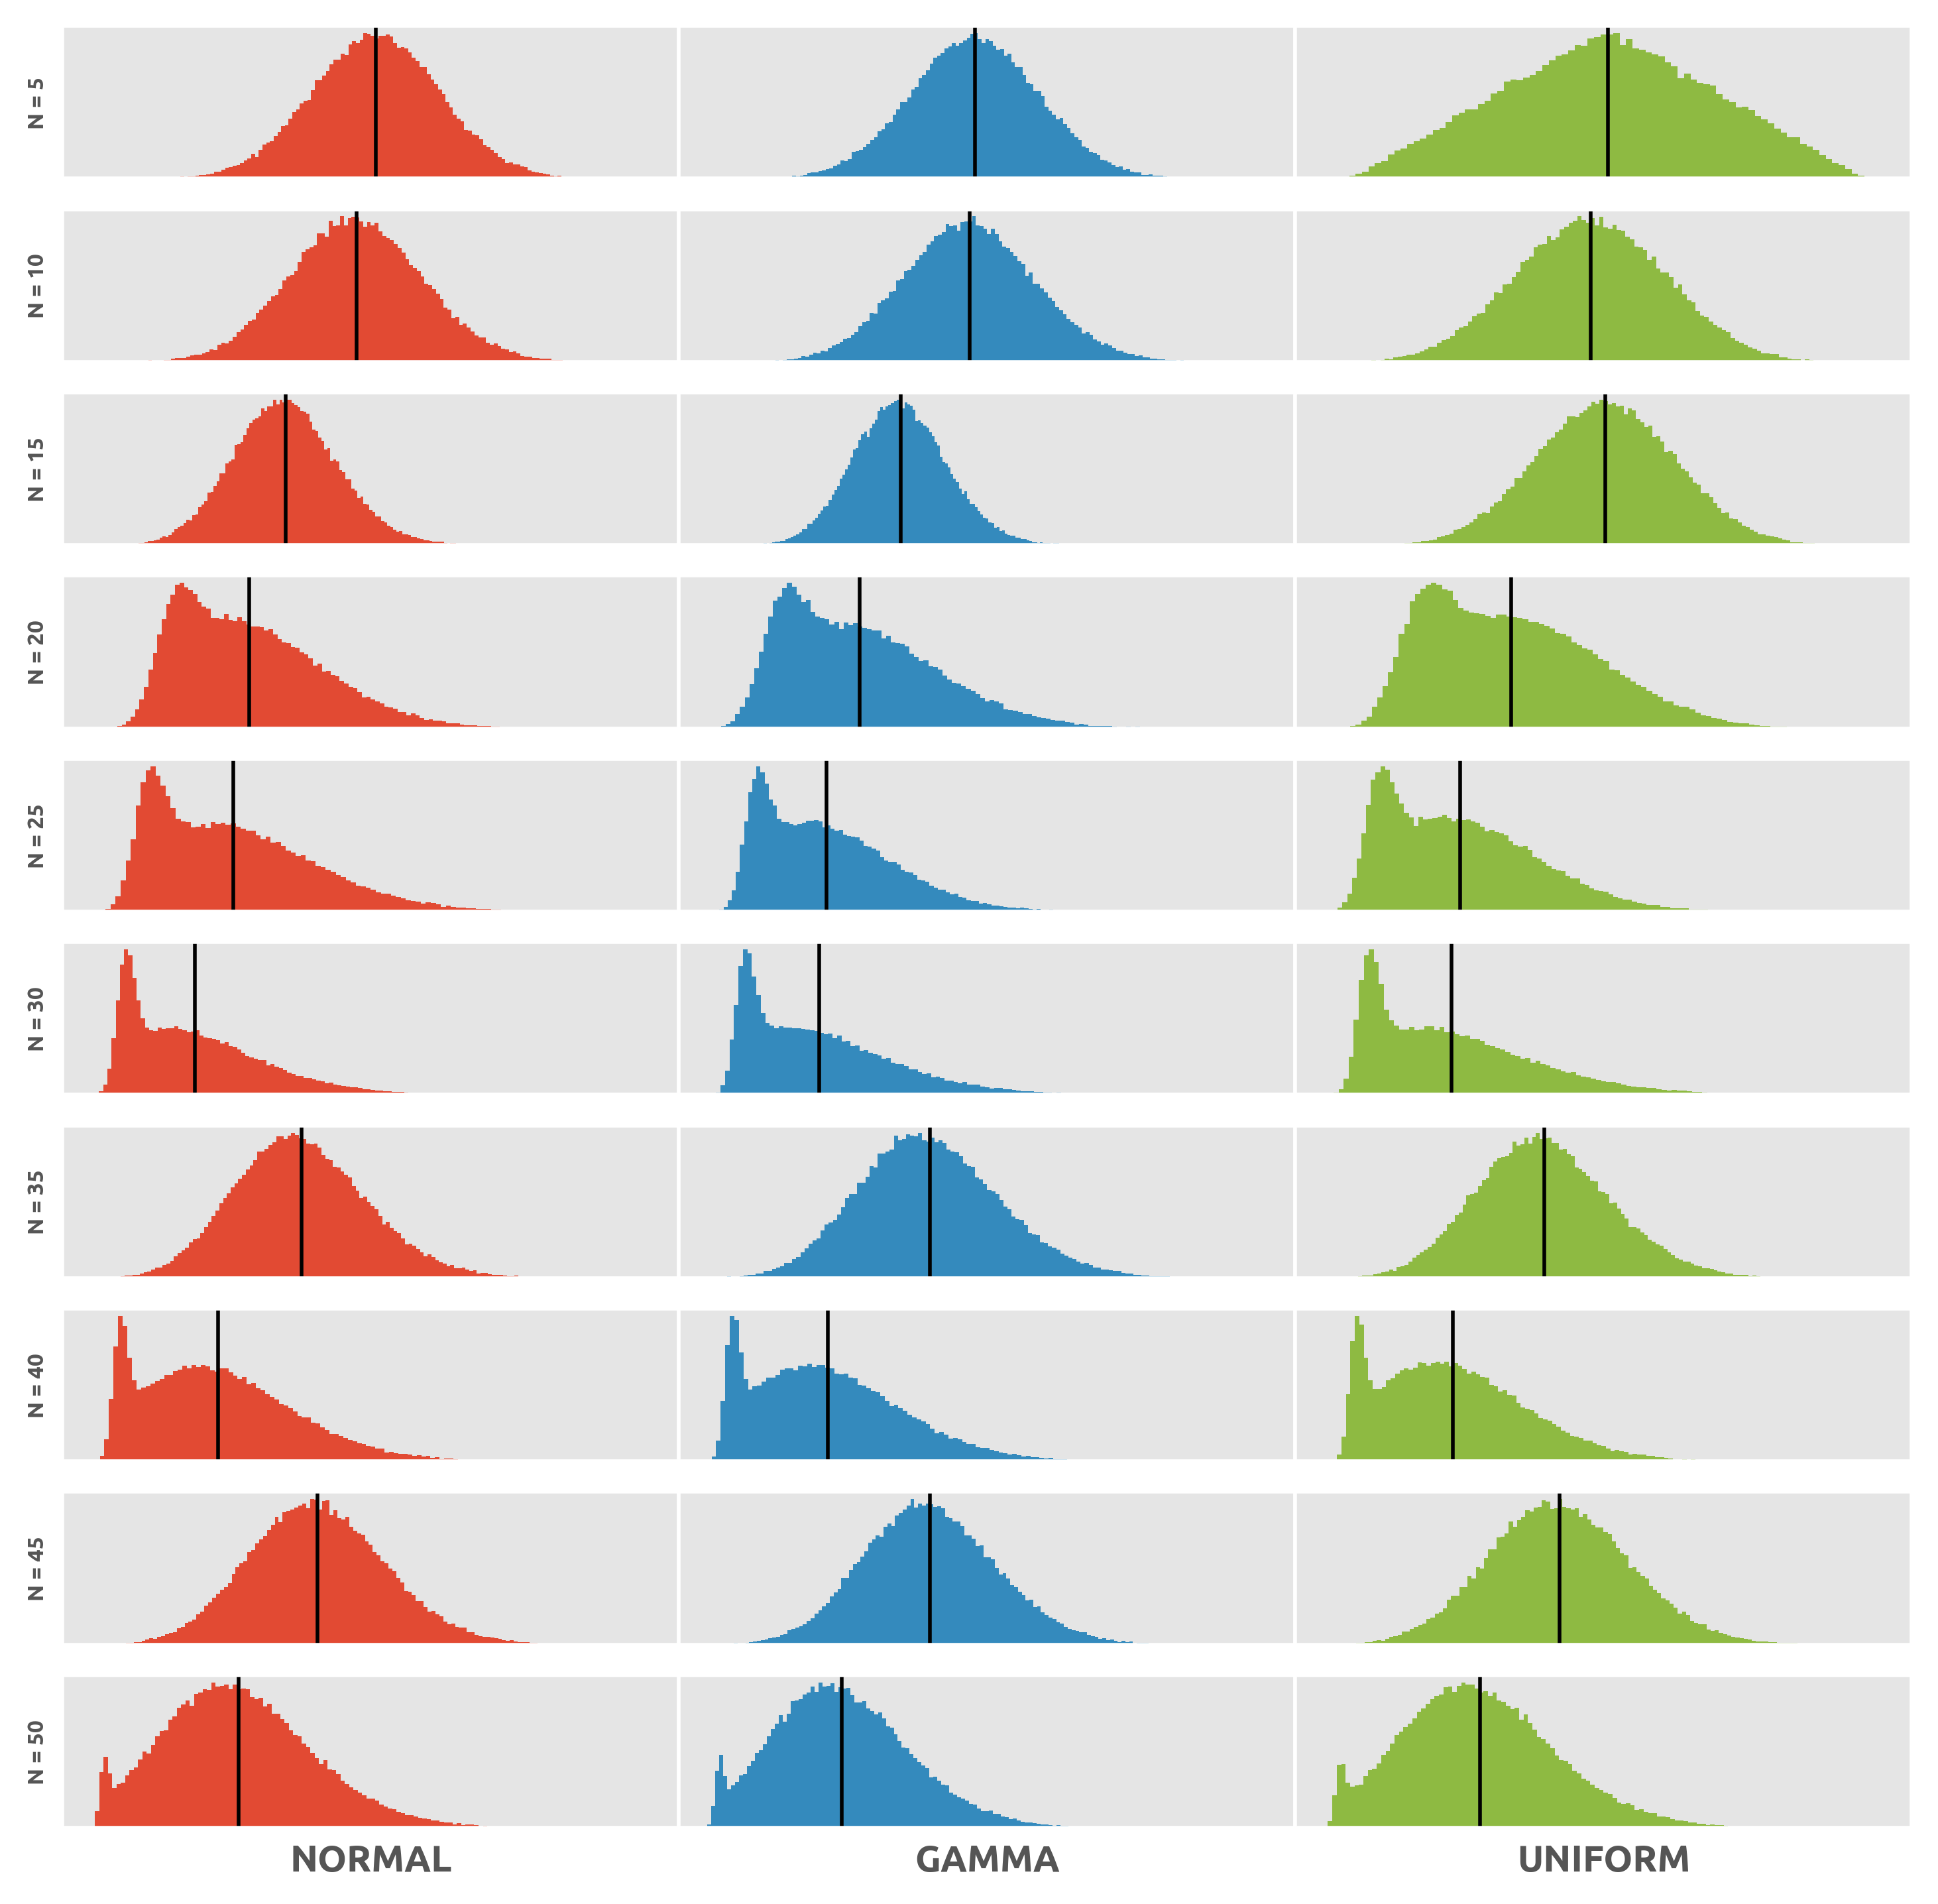 N = 5
N = 10
N = 15
N = 20
N = 25
N = 30
N = 35
N = 40
N = 45
N = 50
NORMAL
GAMMA
UNIFORM